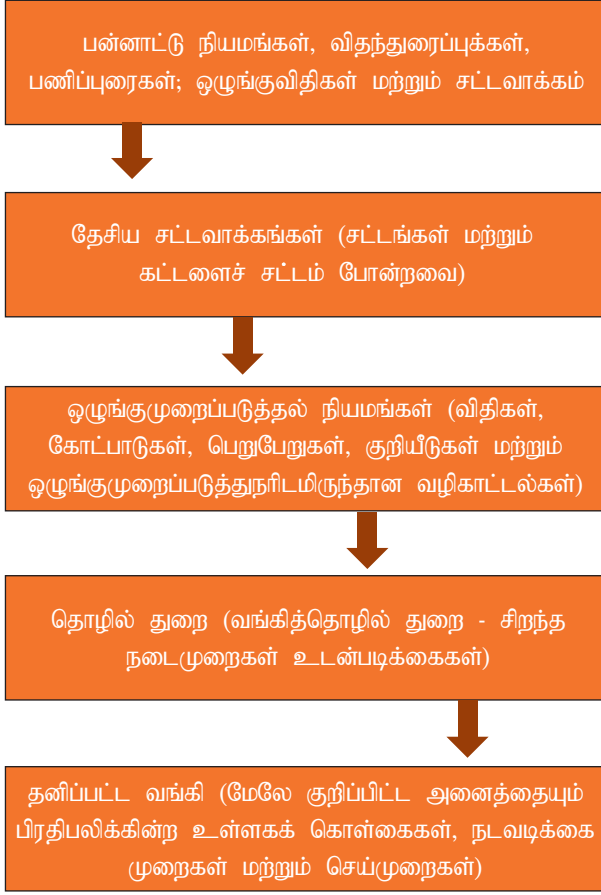 பன்னாட்டு நியமங்கள், விதந்துரைப்புக்கள்,
பணிப்புரைகள்; ஒழுங்குவிதிகள் மற்றும் சட்டவாக்கம்
தேசிய சட்டவாக்கங்கள் (சட்டங்கள் மற்றும்
கட்டளைச் சட்டம் போன்றவை)
ஒழுங்குமுறைப்படுத்தல் நியமங்கள் (விதிகள்,
கோட்பாடுகள், பெறுபேறுகள், குறியீடுகள் மற்றும்
ஒழுங்குமுறைப்படுத்துநரிடமிருந்தான வழிகாட்டல்கள்)
தொழில் துறை (வங்கித்தொழில் துறை - சிறந்த
நடைமுறைகள் உடன்படிக்கைகள்)
தனிப்பட்ட வங்கி (மேலே குறிப்பிட்ட அனைத்தையும்
பிரதிபலிக்கின்ற உள்ளகக் கொள்கைகள், நடவடிக்கை
முறைகள் மற்றும் செய்முறைகள்)